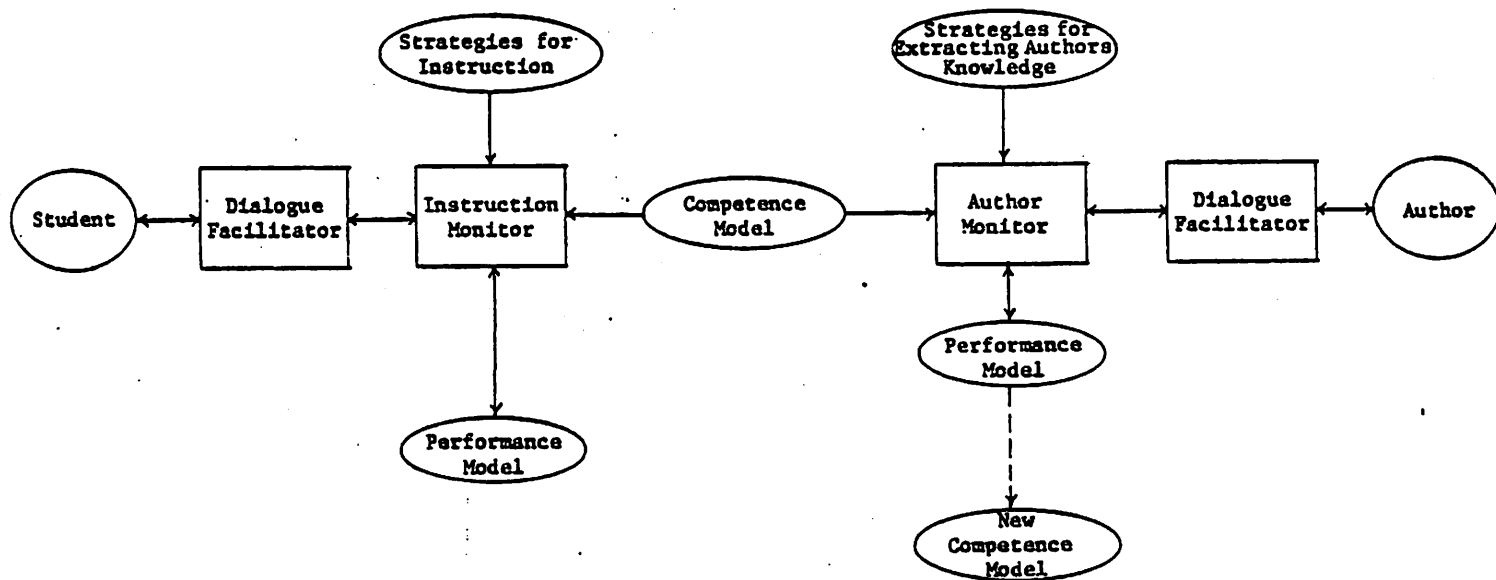 Strategies for
Instruction
Strategies for
Extracting Authors
Knowledge
Student
Dialogue
Facilitator
Instruction
Monitor
Competence
Model
Author
Monitor
Dialogue
Facilitator
Author
Performance
Model
Performance
Model
New
Competence
Model